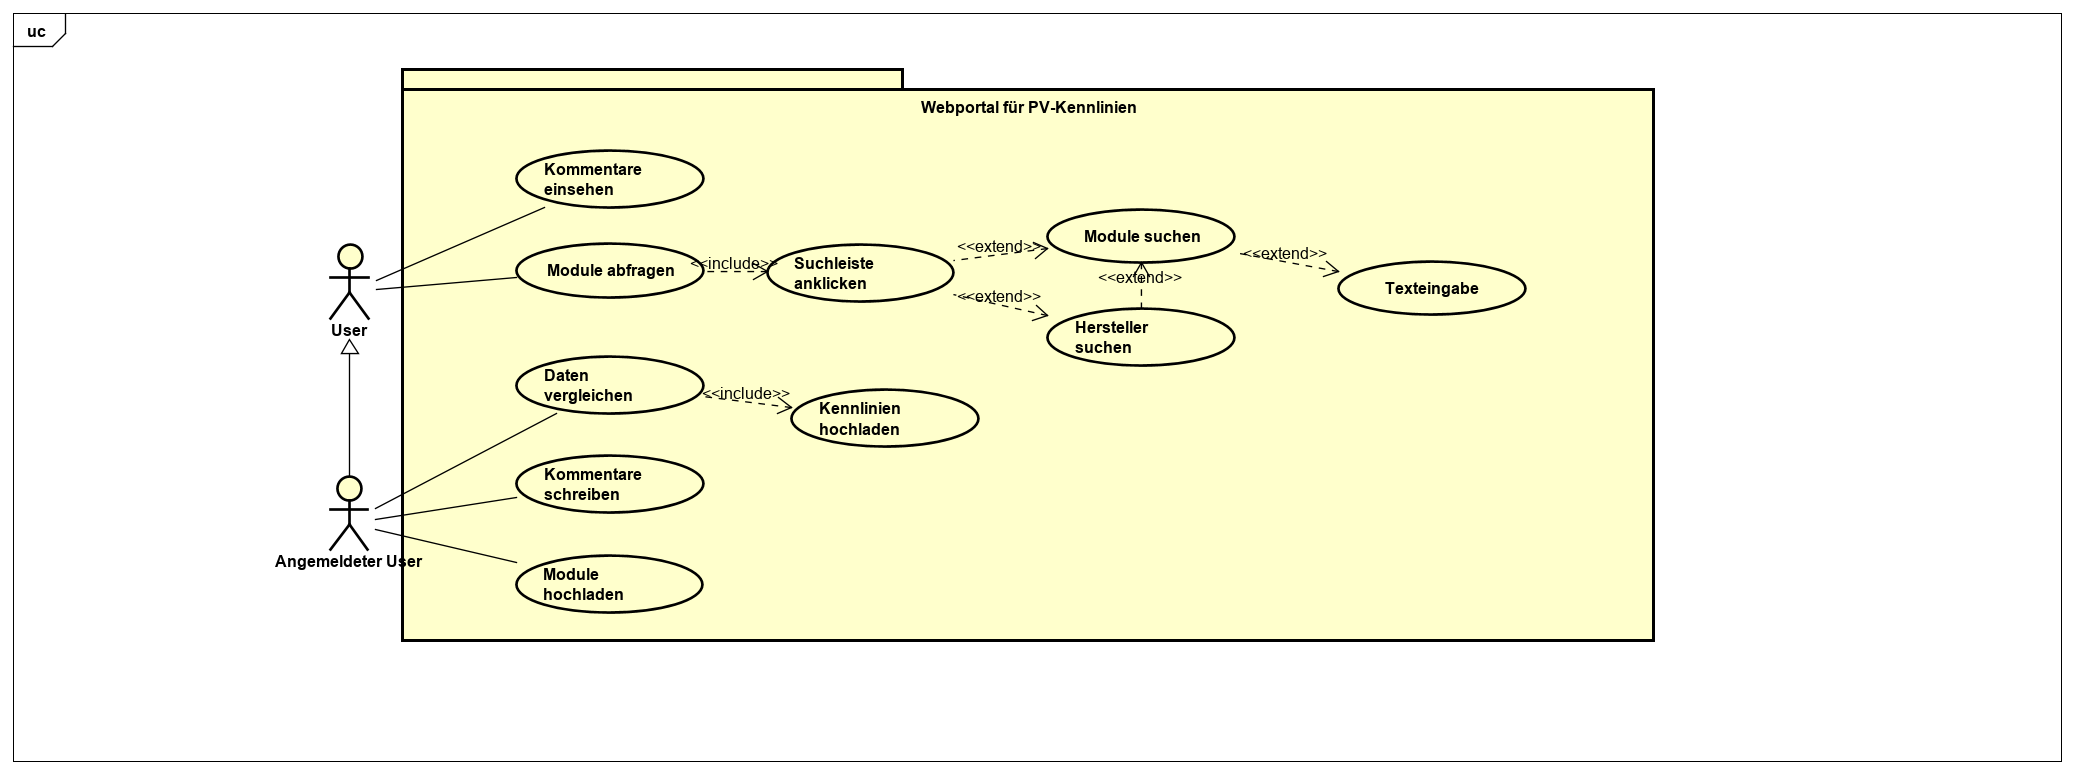 uc
Webportal für PV-Kennlinien
Kommentare
einsehen
User
Module abfragen
<<include>>
Suchleiste
anklicken
<<extend>>
Module suchen
<<extend>>
Texteingabe
<<extend>>
<<extend>>
Hersteller
suchen
Daten
vergleichen
<<include>>
Kennlinien
hochladen
Angemeldeter User
Kommentare
schreiben
Module
hochladen